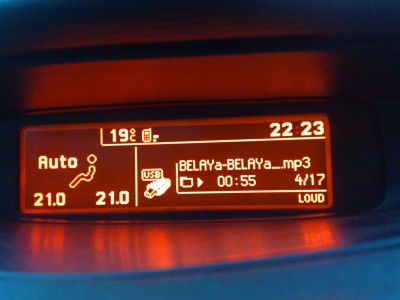 19°C 22:23
Auto
21.0 21.0
USB
BELAYa-BELAYa_…mp3
00:55 4/17
LOUD